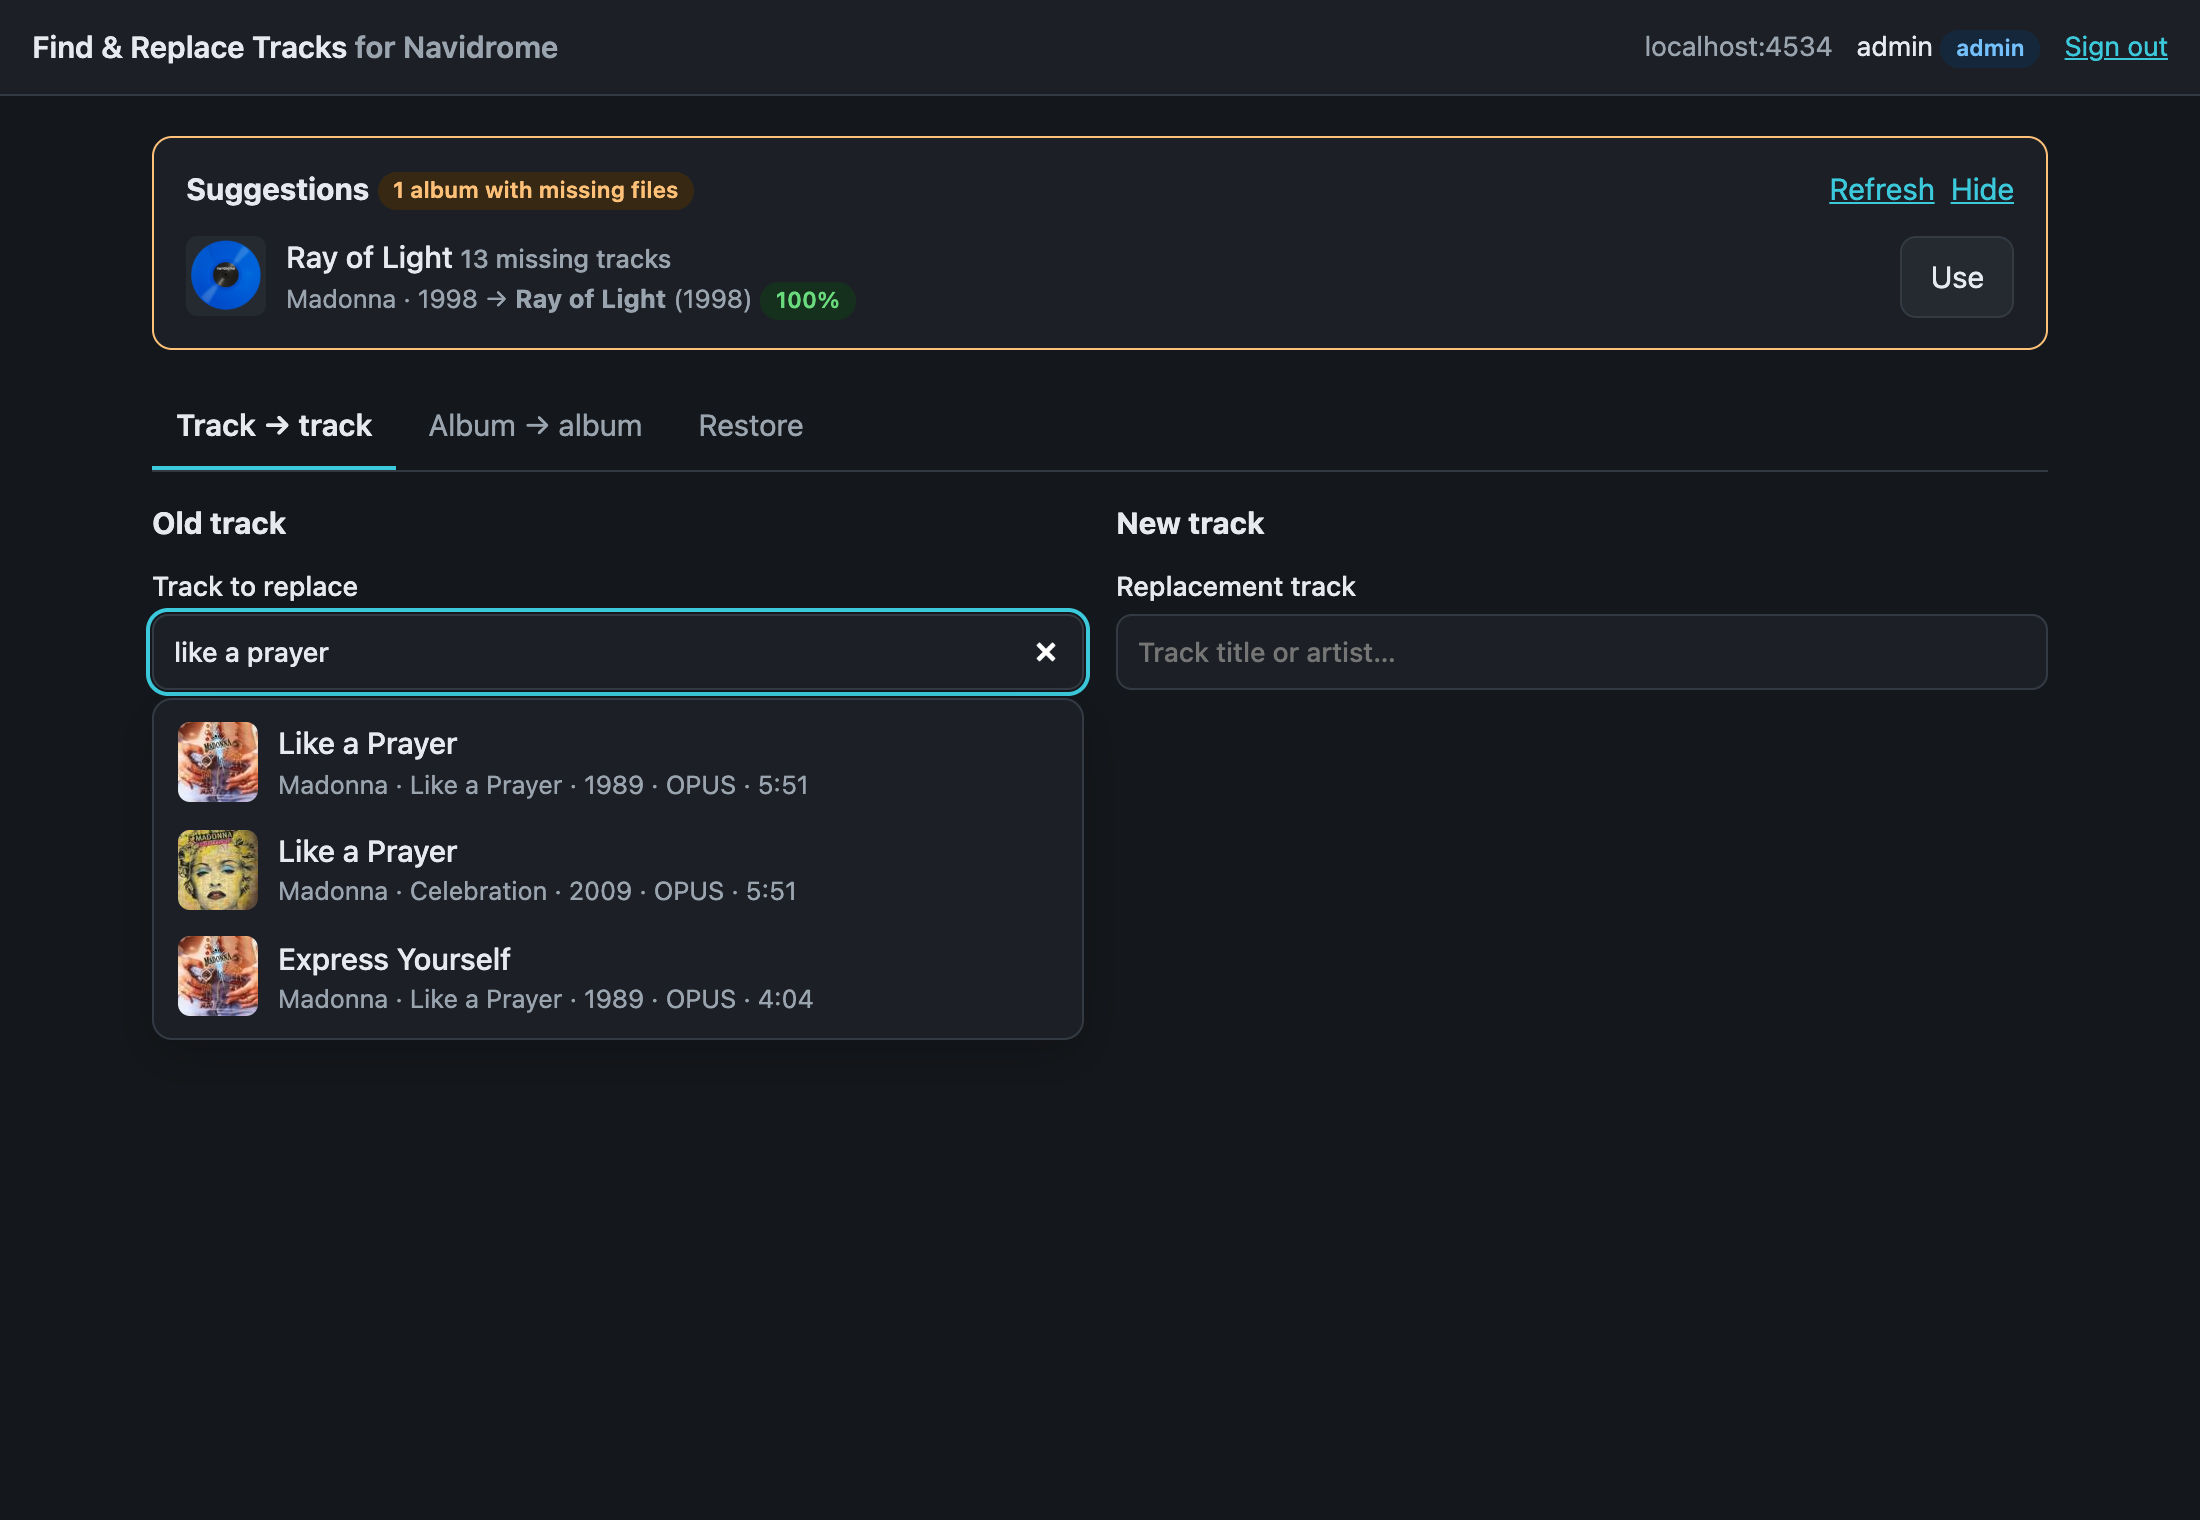 Find & Replace Tracks for Navidrome
localhost:4534 admin admin Sign out
Suggestions 1 album with missing files
Refresh Hide
Ray of Light 13 missing tracks
Madonna · 1998 → Ray of Light (1998) 100%
Use
Track → track
Album → album
Restore
Old track
Track to replace
like a prayer
Like a Prayer
Madonna · Like a Prayer · 1989 · OPUS · 5:51
Like a Prayer
Madonna · Celebration · 2009 · OPUS · 5:51
Express Yourself
Madonna · Like a Prayer · 1989 · OPUS · 4:04
New track
Replacement track
Track title or artist...
MADONNA